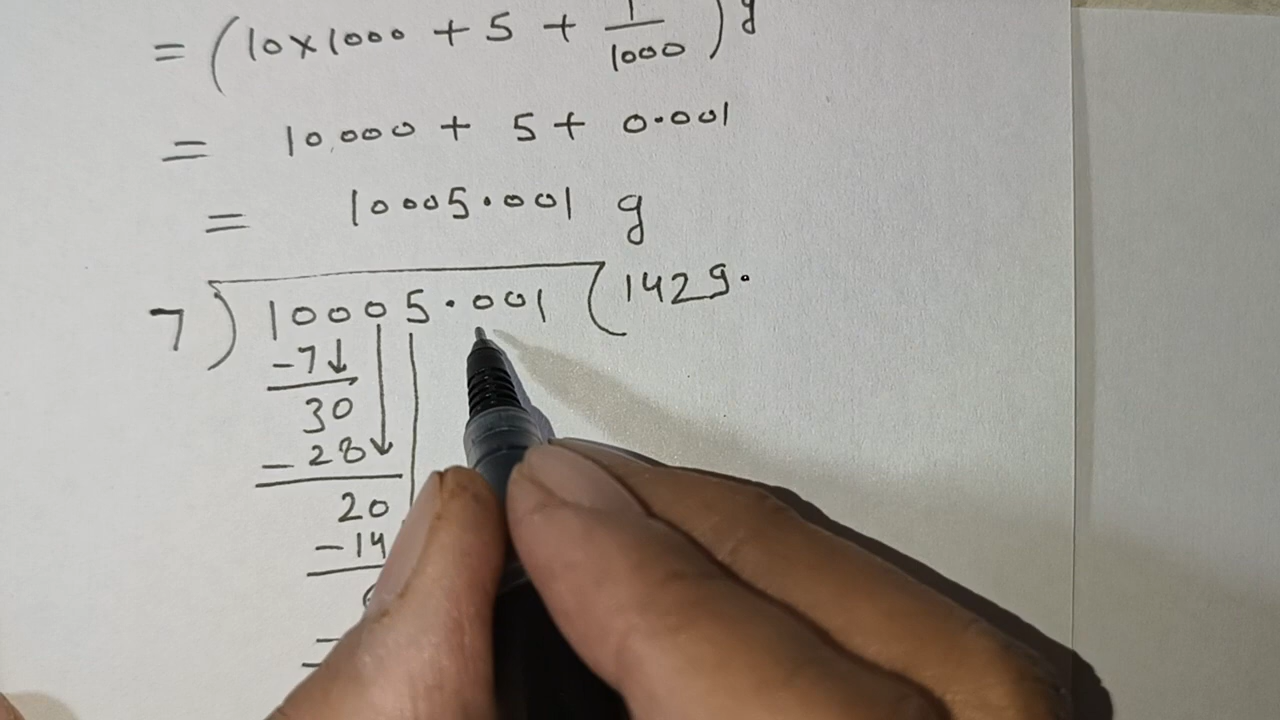 = (10×1000 + 5 + 1/1000) g
= 10,000 + 5 + 0.001
= 10005.001 g
7) 10005.001 (1429.
-7↓
30
-28
20
-14